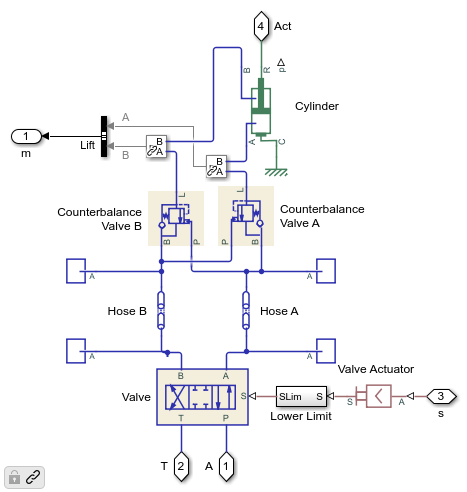 4 Act
B
R
p
Cylinder
A
C
1
m
Lift
A
B
B
A
B
A
L
L
Counterbalance
Valve B
Counterbalance
Valve A
B
P
P
B
A
A
Hose B
Hose A
A
A
Valve Actuator
B
A
Valve
S
SLim
S
S
A
3
s
Lower Limit
T
P
T 2
A 1